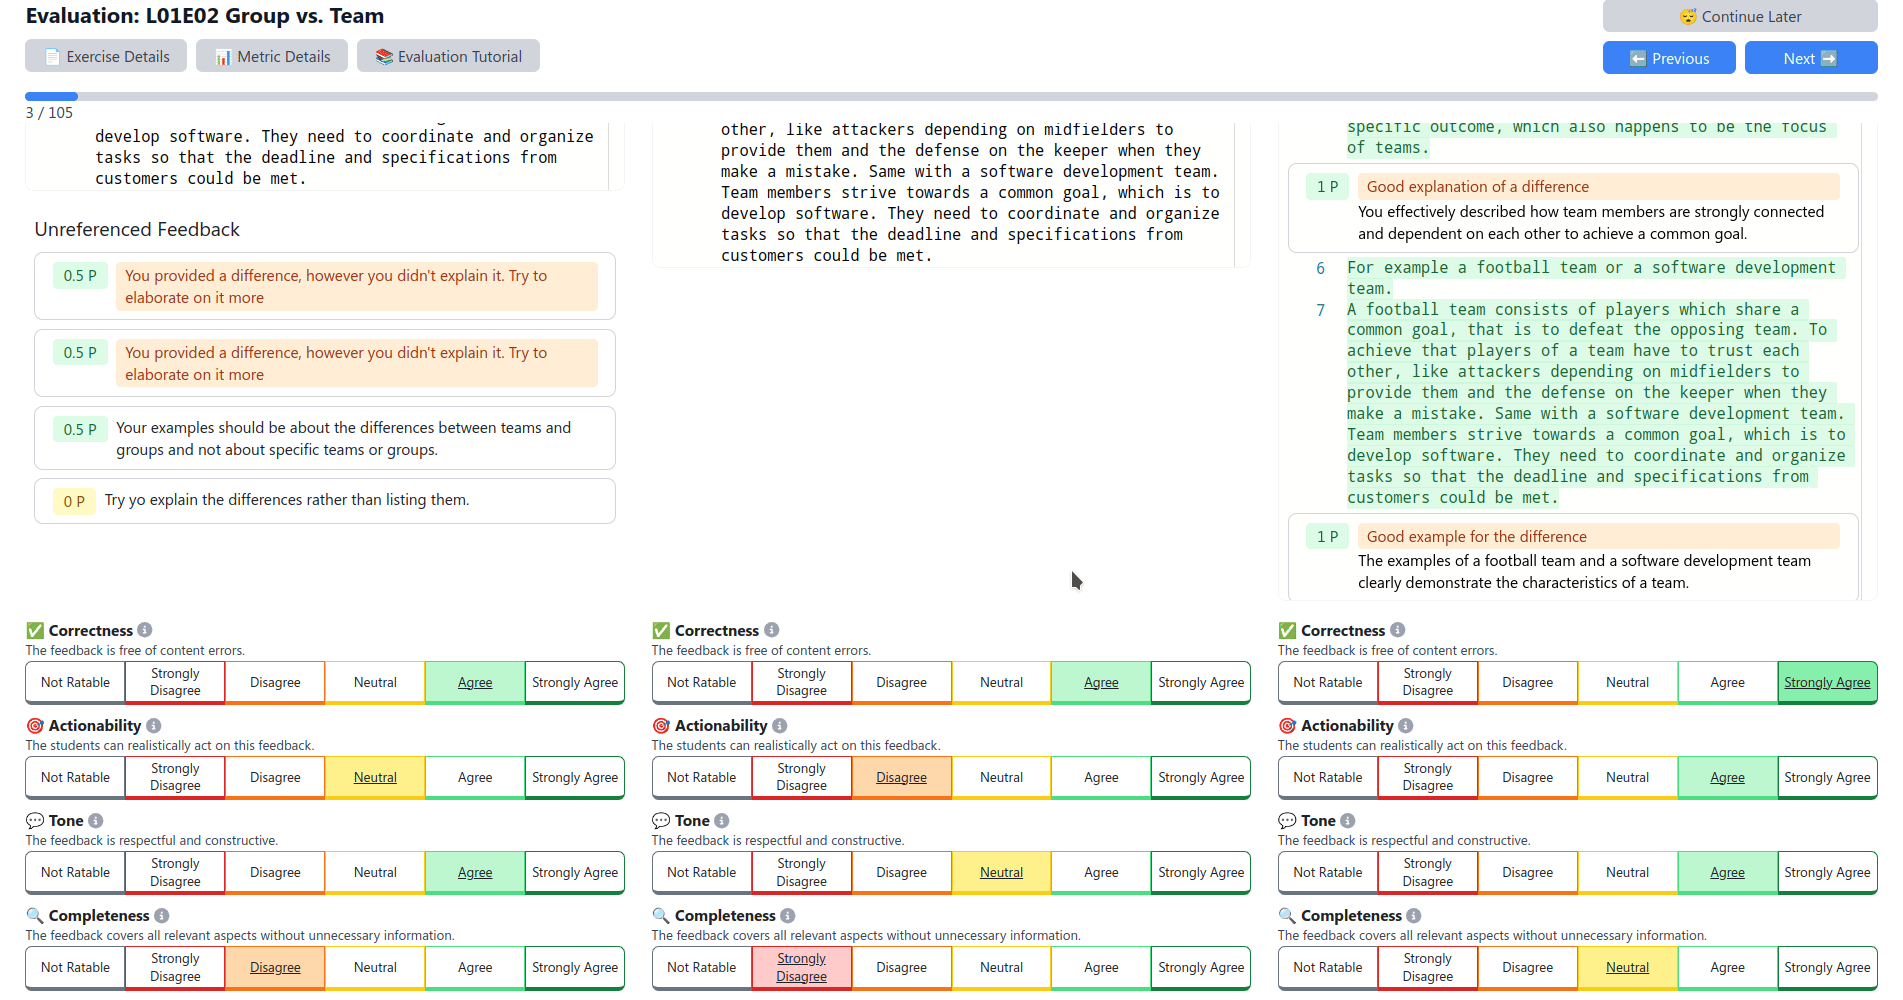 Evaluation: L01E02 Group vs. Team
😴 Continue Later
📄 Exercise Details
📊 Metric Details
📚 Evaluation Tutorial
⬅️ Previous
Next ➡️
3 / 105
develop software. They need to coordinate and organize
tasks so that the deadline and specifications from
customers could be met.
Unreferenced Feedback
0.5 P
You provided a difference, however you didn't explain it. Try to
elaborate on it more
0.5 P
You provided a difference, however you didn't explain it. Try to
elaborate on it more
0.5 P
Your examples should be about the differences between teams and
groups and not about specific teams or groups.
0 P
Try yo explain the differences rather than listing them.
other, like attackers depending on midfielders to
provide them and the defense on the keeper when they
make a mistake. Same with a software development team.
Team members strive towards a common goal, which is to
develop software. They need to coordinate and organize
tasks so that the deadline and specifications from
customers could be met.
specific outcome, which also happens to be the focus
of teams.
1 P
Good explanation of a difference
You effectively described how team members are strongly connected
and dependent on each other to achieve a common goal.
6 For example a football team or a software development
team.
7 A football team consists of players which share a
common goal, that is to defeat the opposing team. To
achieve that players of a team have to trust each
other, like attackers depending on midfielders to
provide them and the defense on the keeper when they
make a mistake. Same with a software development team.
Team members strive towards a common goal, which is to
develop software. They need to coordinate and organize
tasks so that the deadline and specifications from
customers could be met.
1 P
Good example for the difference
The examples of a football team and a software development team
clearly demonstrate the characteristics of a team.
✅ Correctness
The feedback is free of content errors.
Not Ratable
Strongly
Disagree
Disagree
Neutral
Agree
Strongly Agree
🎯 Actionability
The students can realistically act on this feedback.
Not Ratable
Strongly
Disagree
Disagree
Neutral
Agree
Strongly Agree
💬 Tone
The feedback is respectful and constructive.
Not Ratable
Strongly
Disagree
Disagree
Neutral
Agree
Strongly Agree
🔍 Completeness
The feedback covers all relevant aspects without unnecessary information.
Not Ratable
Strongly
Disagree
Disagree
Neutral
Agree
Strongly Agree
✅ Correctness
The feedback is free of content errors.
Not Ratable
Strongly
Disagree
Disagree
Neutral
Agree
Strongly Agree
🎯 Actionability
The students can realistically act on this feedback.
Not Ratable
Strongly
Disagree
Disagree
Neutral
Agree
Strongly Agree
💬 Tone
The feedback is respectful and constructive.
Not Ratable
Strongly
Disagree
Disagree
Neutral
Agree
Strongly Agree
🔍 Completeness
The feedback covers all relevant aspects without unnecessary information.
Not Ratable
Strongly
Disagree
Disagree
Neutral
Agree
Strongly Agree
✅ Correctness
The feedback is free of content errors.
Not Ratable
Strongly
Disagree
Disagree
Neutral
Agree
Strongly Agree
🎯 Actionability
The students can realistically act on this feedback.
Not Ratable
Strongly
Disagree
Disagree
Neutral
Agree
Strongly Agree
💬 Tone
The feedback is respectful and constructive.
Not Ratable
Strongly
Disagree
Disagree
Neutral
Agree
Strongly Agree
🔍 Completeness
The feedback covers all relevant aspects without unnecessary information.
Not Ratable
Strongly
Disagree
Disagree
Neutral
Agree
Strongly Agree